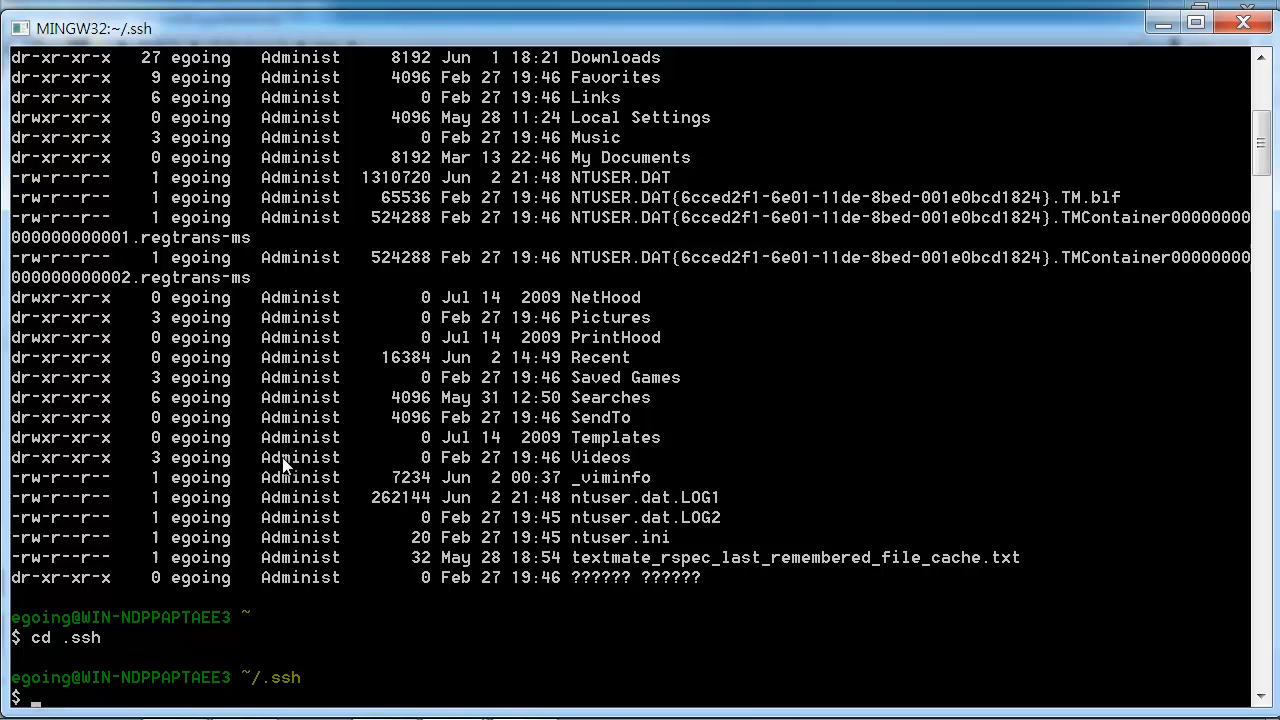 MINGW32:~/.ssh
dr-xr-xr-x   27 egoing   Administ     8192 Jun  1 18:21 Downloads
dr-xr-xr-x    9 egoing   Administ     4096 Feb 27 19:46 Favorites
dr-xr-xr-x    6 egoing   Administ        0 Feb 27 19:46 Links
drwxr-xr-x    0 egoing   Administ     4096 May 28 11:24 Local Settings
dr-xr-xr-x    3 egoing   Administ        0 Feb 27 19:46 Music
dr-xr-xr-x    0 egoing   Administ     8192 Mar 13 22:46 My Documents
-rw-r--r--    1 egoing   Administ  1310720 Jun  2 21:48 NTUSER.DAT
-rw-r--r--    1 egoing   Administ    65536 Feb 27 19:46 NTUSER.DAT{6cced2f1-6e01-11de-8bed-001e0bcd1824}.TM.blf
-rw-r--r--    1 egoing   Administ   524288 Feb 27 19:46 NTUSER.DAT{6cced2f1-6e01-11de-8bed-001e0bcd1824}.TMContainer00000000
000000000001.regtrans-ms
-rw-r--r--    1 egoing   Administ   524288 Feb 27 19:46 NTUSER.DAT{6cced2f1-6e01-11de-8bed-001e0bcd1824}.TMContainer00000000
000000000002.regtrans-ms
drwxr-xr-x    0 egoing   Administ        0 Jul 14  2009 NetHood
dr-xr-xr-x    3 egoing   Administ        0 Feb 27 19:46 Pictures
drwxr-xr-x    0 egoing   Administ        0 Jul 14  2009 PrintHood
dr-xr-xr-x    0 egoing   Administ    16384 Jun  2 14:49 Recent
dr-xr-xr-x    3 egoing   Administ        0 Feb 27 19:46 Saved Games
dr-xr-xr-x    6 egoing   Administ     4096 May 31 12:50 Searches
dr-xr-xr-x    0 egoing   Administ     4096 Feb 27 19:46 SendTo
drwxr-xr-x    0 egoing   Administ        0 Jul 14  2009 Templates
dr-xr-xr-x    3 egoing   Administ        0 Feb 27 19:46 Videos
-rw-r--r--    1 egoing   Administ     7234 Jun  2 00:37 _viminfo
-rw-r--r--    1 egoing   Administ   262144 Jun  2 21:48 ntuser.dat.LOG1
-rw-r--r--    1 egoing   Administ        0 Feb 27 19:45 ntuser.dat.LOG2
-rw-r--r--    1 egoing   Administ       20 Feb 27 19:45 ntuser.ini
-rw-r--r--    1 egoing   Administ       32 May 28 18:54 textmate_rspec_last_remembered_file_cache.txt
dr-xr-xr-x    0 egoing   Administ        0 Feb 27 19:46 ?????? ??????
egoing@WIN-NDPPAPTAEE3 ~
$ cd .ssh
egoing@WIN-NDPPAPTAEE3 ~/.ssh
$